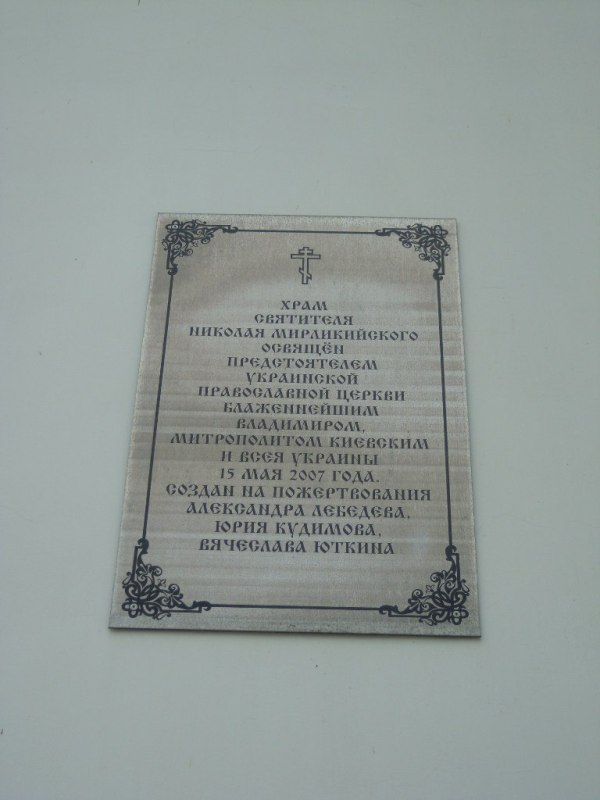 ХРАМ
СВЯТИТЕЛЯ
НИКОЛАЯ МИРЛИКИЙСКОГО
ОСВЯЩЁН
ПРЕДСТОЯТЕЛЕМ
УКРАИНСКОЙ
ПРАВОСЛАВНОЙ ЦЕРКВИ
БЛАЖЕННЕЙШИМ
ВЛАДИМИРОМ,
МИТРОПОЛИТОМ КИЕВСКИМ
И ВСЕЯ УКРАИНЫ
15 МАЯ 2007 ГОДА.
СОЗДАН НА ПОЖЕРТВОВАНИЯ
АЛЕКСАНДРА ЛЕБЕДЕВА,
ЮРИЯ КУДИМОВА,
ВЯЧЕСЛАВА ЮТКИНА